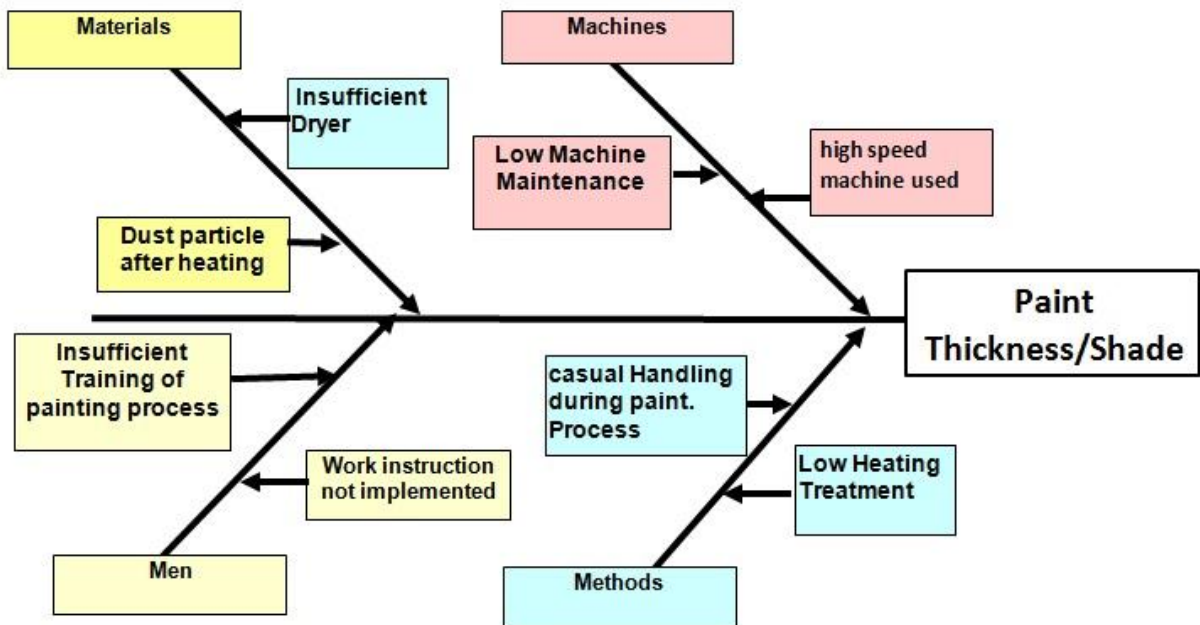 Materials
Machines
Insufficient
Dryer
Low Machine
Maintenance
high speed
machine used
Dust particle
after heating
Paint
Thickness/Shade
Insufficient
Training of
painting process
casual Handling
during paint.
Process
Work instruction
not implemented
Low Heating
Treatment
Men
Methods